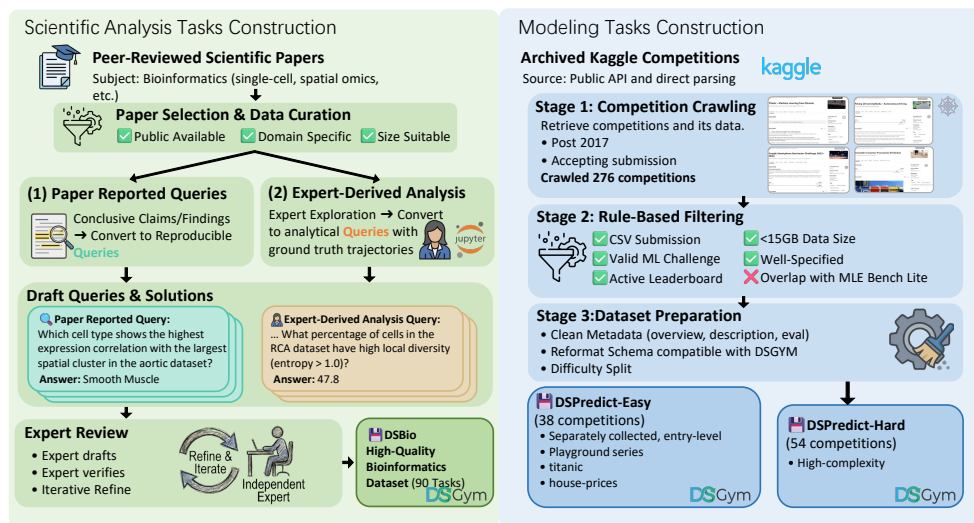 Scientific Analysis Tasks Construction
Peer-Reviewed Scientific Papers
Subject: Bioinformatics (single-cell, spatial omics,
etc.)
Paper Selection & Data Curation
Public Available
Domain Specific
Size Suitable
(1) Paper Reported Queries
Conclusive Claims/Findings
→ Convert to Reproducible
Queries
(2) Expert-Derived Analysis
Expert Exploration → Convert
to analytical Queries with
ground truth trajectories
jupyter
Draft Queries & Solutions
Paper Reported Query:
Which cell type shows the highest
expression correlation with the largest
spatial cluster in the aortic dataset?
Answer: Smooth Muscle
Expert-Derived Analysis Query:
... What percentage of cells in the
RCA dataset have high local diversity
(entropy > 1.0)?
Answer: 47.8
Expert Review
• Expert drafts
• Expert verifies
• Iterative Refine
Refine &
Iterate
Independent
Expert
DSBio
High-Quality
Bioinformatics
Dataset (90 Tasks)
DSGym
Modeling Tasks Construction
Archived Kaggle Competitions
Source: Public API and direct parsing
kaggle
Stage 1: Competition Crawling
Retrieve competitions and its data.
• Post 2017
• Accepting submission
Crawled 276 competitions
Stage 2: Rule-Based Filtering
CSV Submission
<15GB Data Size
Valid ML Challenge
Well-Specified
Active Leaderboard
Overlap with MLE Bench Lite
Stage 3:Dataset Preparation
• Clean Metadata (overview, description, eval)
• Reformat Schema compatible with DSGYM
• Difficulty Split
DSPredict-Easy
(38 competitions)
• Separately collected, entry-level
• Playground series
• titanic
• house-prices
DSGym
DSPredict-Hard
(54 competitions)
• High-complexity
DSGym